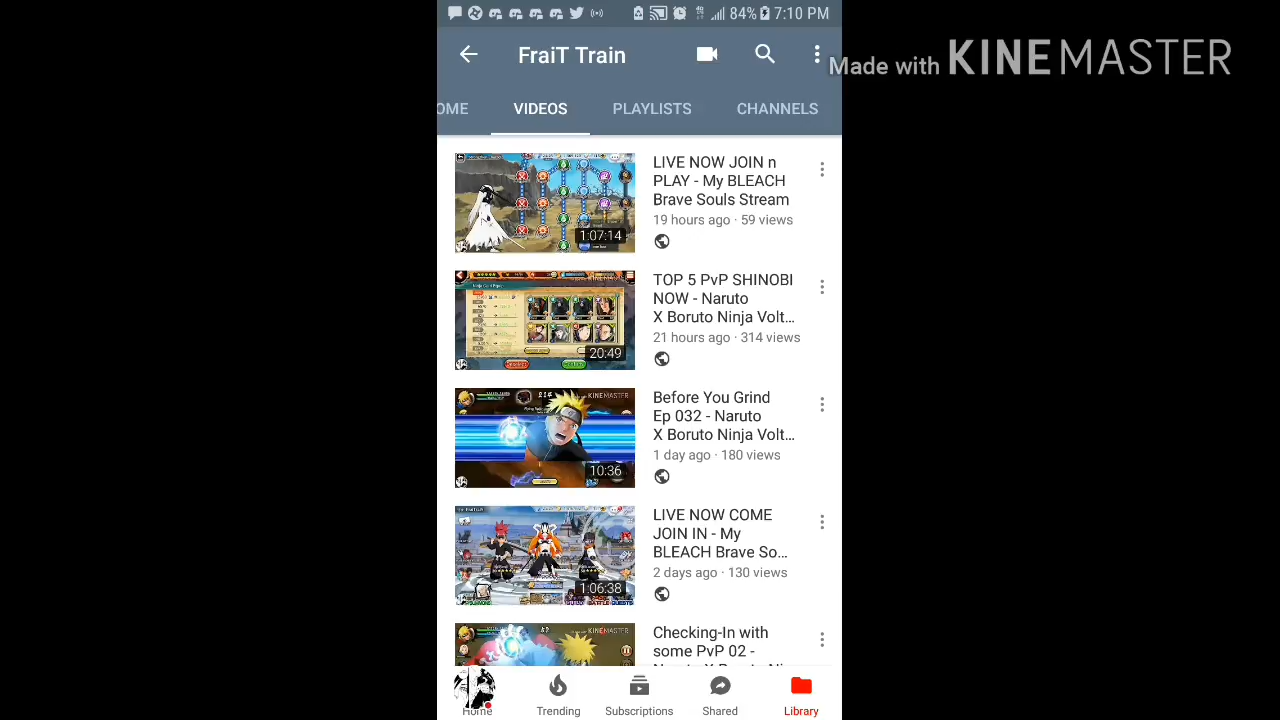 84% 7:10 PM
FraiT Train
Made with KINEMASTER
OME VIDEOS PLAYLISTS CHANNELS
LIVE NOW JOIN n
PLAY - My BLEACH
Brave Souls Stream
19 hours ago · 59 views
1:07:14
TOP 5 PvP SHINOBI
NOW - Naruto
X Boruto Ninja Volt...
21 hours ago · 314 views
20:49
Before You Grind
Ep 032 - Naruto
X Boruto Ninja Volt...
1 day ago · 180 views
KINEMASTER
10:36
LIVE NOW COME
JOIN IN - My
BLEACH Brave So...
2 days ago · 130 views
1:06:38
Checking-In with
some PvP 02 -
KINEMASTER
Home Trending Subscriptions Shared Library